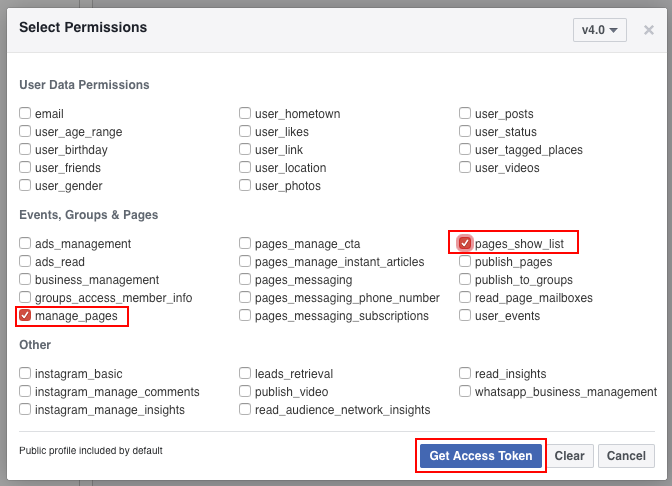 Select Permissions
v4.0
×
User Data Permissions
email user_hometown user_posts
user_age_range user_likes user_status
user_birthday user_link user_tagged_places
user_friends user_location user_videos
user_gender user_photos
Events, Groups & Pages
ads_management pages_manage_cta pages_show_list
ads_read pages_manage_instant_articles publish_pages
business_management pages_messaging publish_to_groups
groups_access_member_info pages_messaging_phone_number read_page_mailboxes
manage_pages pages_messaging_subscriptions user_events
Other
instagram_basic leads_retrieval read_insights
instagram_manage_comments publish_video whatsapp_business_management
instagram_manage_insights read_audience_network_insights
Public profile included by default
Get Access Token Clear Cancel